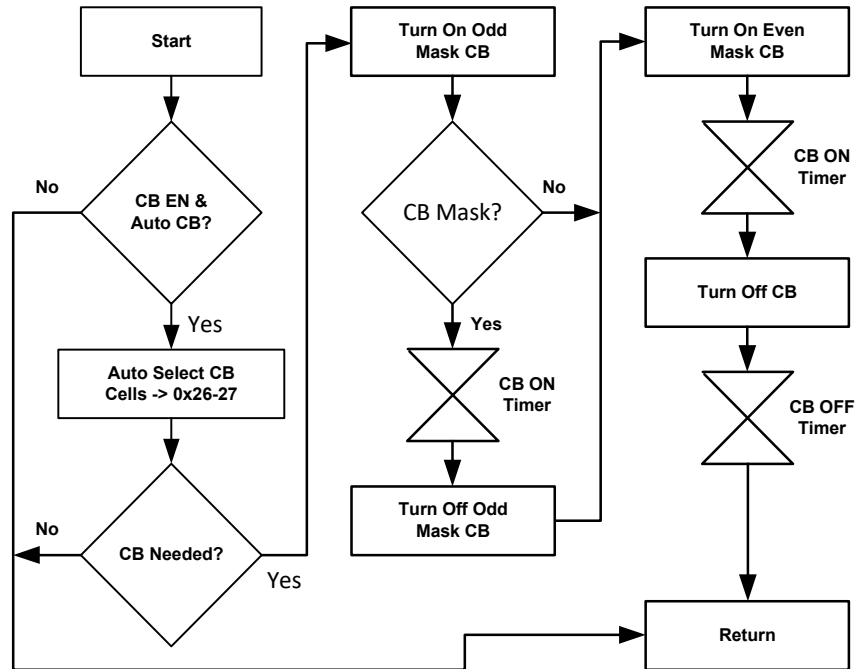 Start
No
CB EN &
Auto CB?
Yes
Auto Select CB
Cells -> 0x26-27
No
CB Needed?
Yes
Turn On Odd
Mask CB
CB Mask?
No
Yes
CB ON
Timer
Turn Off Odd
Mask CB
Turn On Even
Mask CB
CB ON
Timer
Turn Off CB
CB OFF
Timer
Return